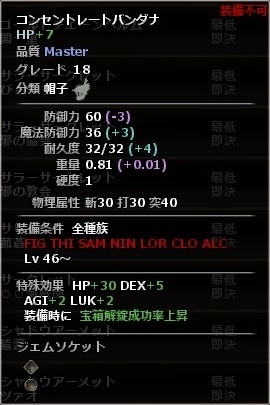 装備不可
コンセントレートバンダナ
HP+7
品質 Master
グレード 18
分類 帽子
防御力 60 (-3)
魔法防御力 36 (+3)
耐久度 32/32 (+4)
重量 0.81 (+0.01)
硬度 1
物理属性 斬30 打30 突40
装備条件 全種族
FIG THI SAM NIN LOR CLO ALC
Lv 46～
特殊効果 HP+30 DEX+5
AGI+2 LUK+2
装備時に 宝箱解錠成功率上昇
ジェムソケット